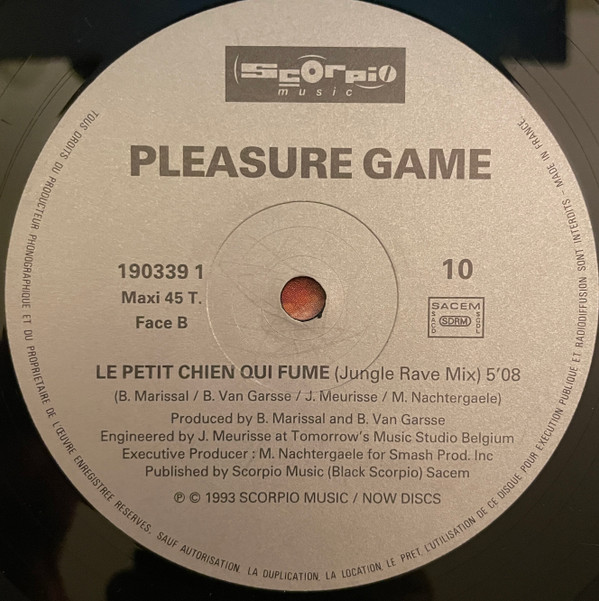 Scorpio
music
PLEASURE GAME
190339 1
Maxi 45 T.
Face B
10
SACEM
SACD
SDRM
SGDL
LE PETIT CHIEN QUI FUME (Jungle Rave Mix) 5'08
(B. Marissal / B. Van Garsse / J. Meurisse / M. Nachtergaele)
Produced by B. Marissal and B. Van Garsse
Engineered by J. Meurisse at Tomorrow's Music Studio Belgium
Executive Producer : M. Nachtergaele for Smash Prod. Inc
Published by Scorpio Music (Black Scorpio) Sacem
℗ © 1993 SCORPIO MUSIC / NOW DISCS
TOUS DROITS DU PRODUCTEUR PHONOGRAPHIQUE ET DU PROPRIETAIRE DE L'ŒUVRE ENREGISTREE RESERVES. SAUF AUTORISATION, LA DUPLICATION, LA LOCATION, LE PRET, L'UTILISATION DE CE DISQUE POUR EXECUTION PUBLIQUE ET RADIODIFFUSION SONT INTERDITS - MADE IN FRANCE